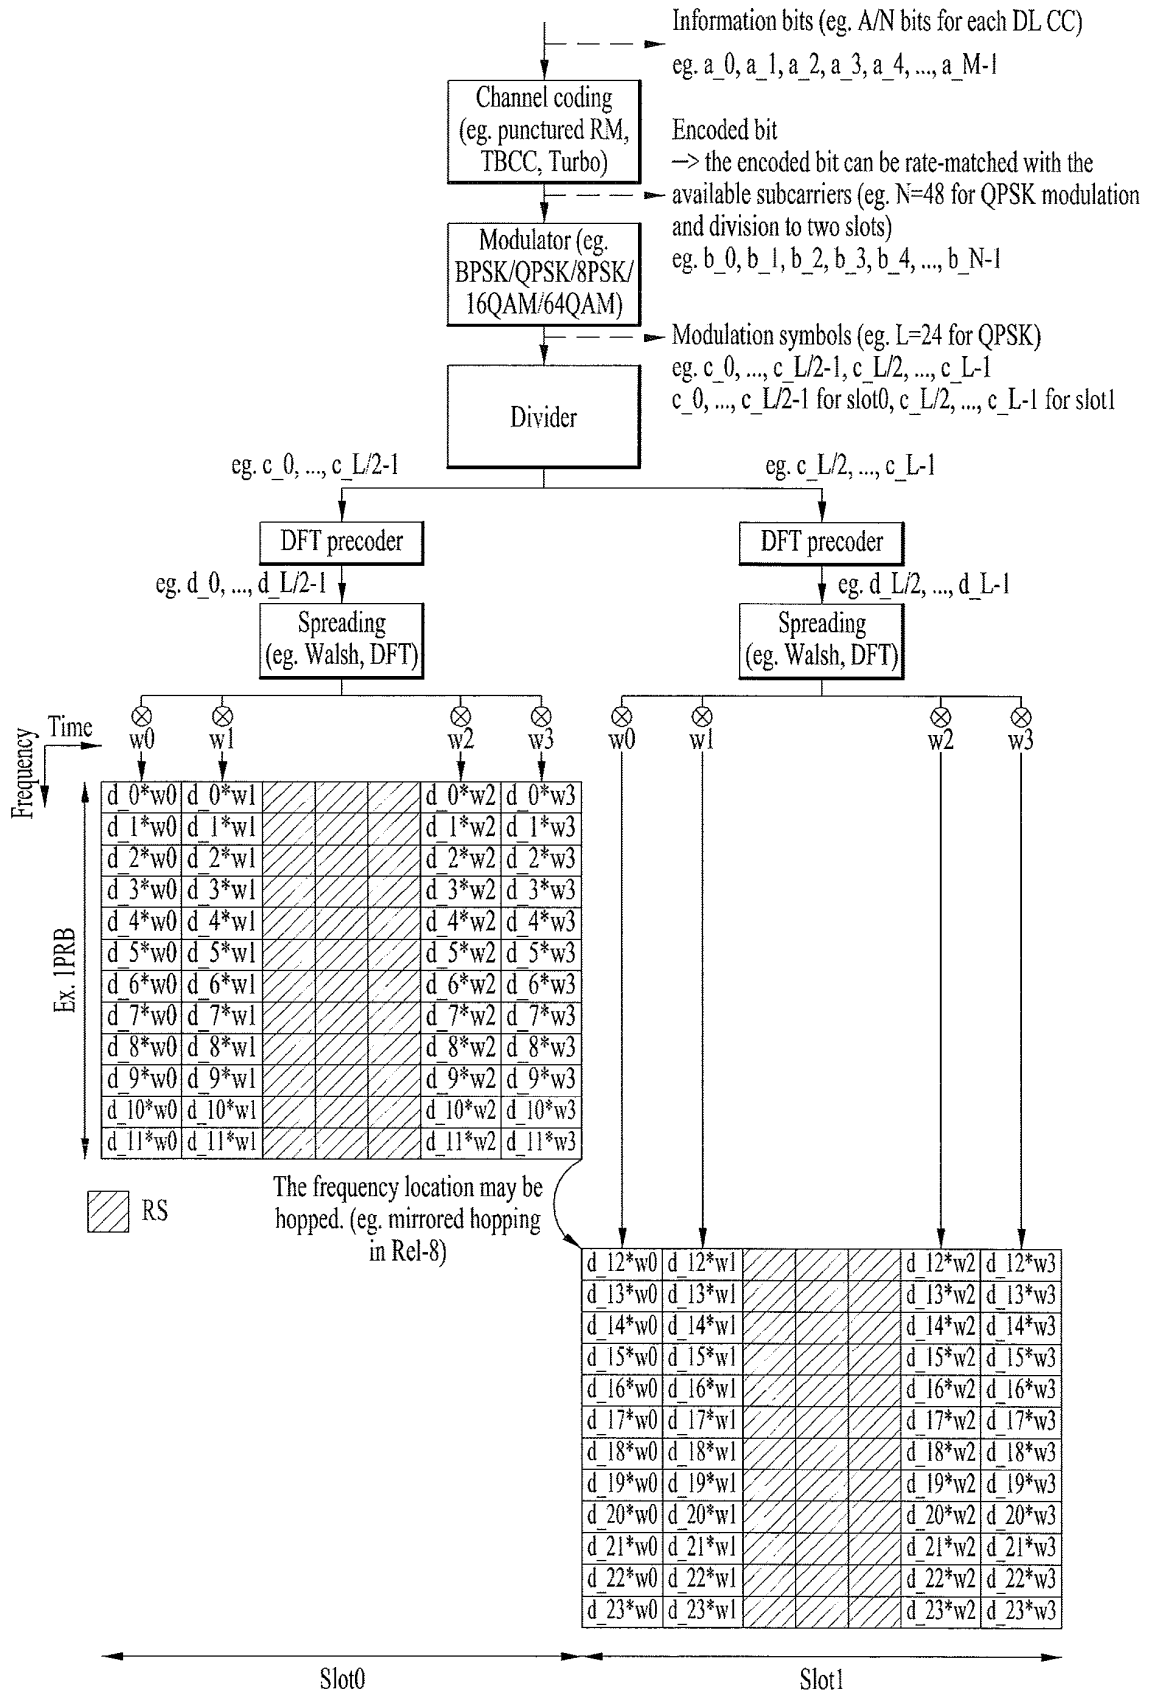 Information bits (eg. A/N bits for each DL CC)
eg. a_0, a_1, a_2, a_3, a_4, ..., a_M-1
Channel coding
(eg. punctured RM,
TBCC, Turbo)
Encoded bit
—> the encoded bit can be rate-matched with the
available subcarriers (eg. N=48 for QPSK modulation
and division to two slots)
eg. b_0, b_1, b_2, b_3, b_4, ..., b_N-1
Modulator (eg.
BPSK/QPSK/8PSK/
16QAM/64QAM)
Modulation symbols (eg. L=24 for QPSK)
eg. c_0, ..., c_L/2-1, c_L/2, ..., c_L-1
c_0, ..., c_L/2-1 for slot0, c_L/2, ..., c_L-1 for slot1
Divider
eg. c_0, ..., c_L/2-1
eg. c_L/2, ..., c_L-1
DFT precoder
DFT precoder
eg. d_0, ..., d_L/2-1
eg. d_L/2, ..., d_L-1
Spreading
(eg. Walsh, DFT)
Spreading
(eg. Walsh, DFT)
Time
Frequency
w0 w1 w2 w3
w0 w1 w2 w3
Ex. 1PRB
d_0*w0 d_0*w1 d_0*w2 d_0*w3
d_1*w0 d_1*w1 d_1*w2 d_1*w3
d_2*w0 d_2*w1 d_2*w2 d_2*w3
d_3*w0 d_3*w1 d_3*w2 d_3*w3
d_4*w0 d_4*w1 d_4*w2 d_4*w3
d_5*w0 d_5*w1 d_5*w2 d_5*w3
d_6*w0 d_6*w1 d_6*w2 d_6*w3
d_7*w0 d_7*w1 d_7*w2 d_7*w3
d_8*w0 d_8*w1 d_8*w2 d_8*w3
d_9*w0 d_9*w1 d_9*w2 d_9*w3
d_10*w0 d_10*w1 d_10*w2 d_10*w3
d_11*w0 d_11*w1 d_11*w2 d_11*w3
RS
The frequency location may be
hopped. (eg. mirrored hopping
in Rel-8)
d_12*w0 d_12*w1 d_12*w2 d_12*w3
d_13*w0 d_13*w1 d_13*w2 d_13*w3
d_14*w0 d_14*w1 d_14*w2 d_14*w3
d_15*w0 d_15*w1 d_15*w2 d_15*w3
d_16*w0 d_16*w1 d_16*w2 d_16*w3
d_17*w0 d_17*w1 d_17*w2 d_17*w3
d_18*w0 d_18*w1 d_18*w2 d_18*w3
d_19*w0 d_19*w1 d_19*w2 d_19*w3
d_20*w0 d_20*w1 d_20*w2 d_20*w3
d_21*w0 d_21*w1 d_21*w2 d_21*w3
d_22*w0 d_22*w1 d_22*w2 d_22*w3
d_23*w0 d_23*w1 d_23*w2 d_23*w3
Slot0
Slot1